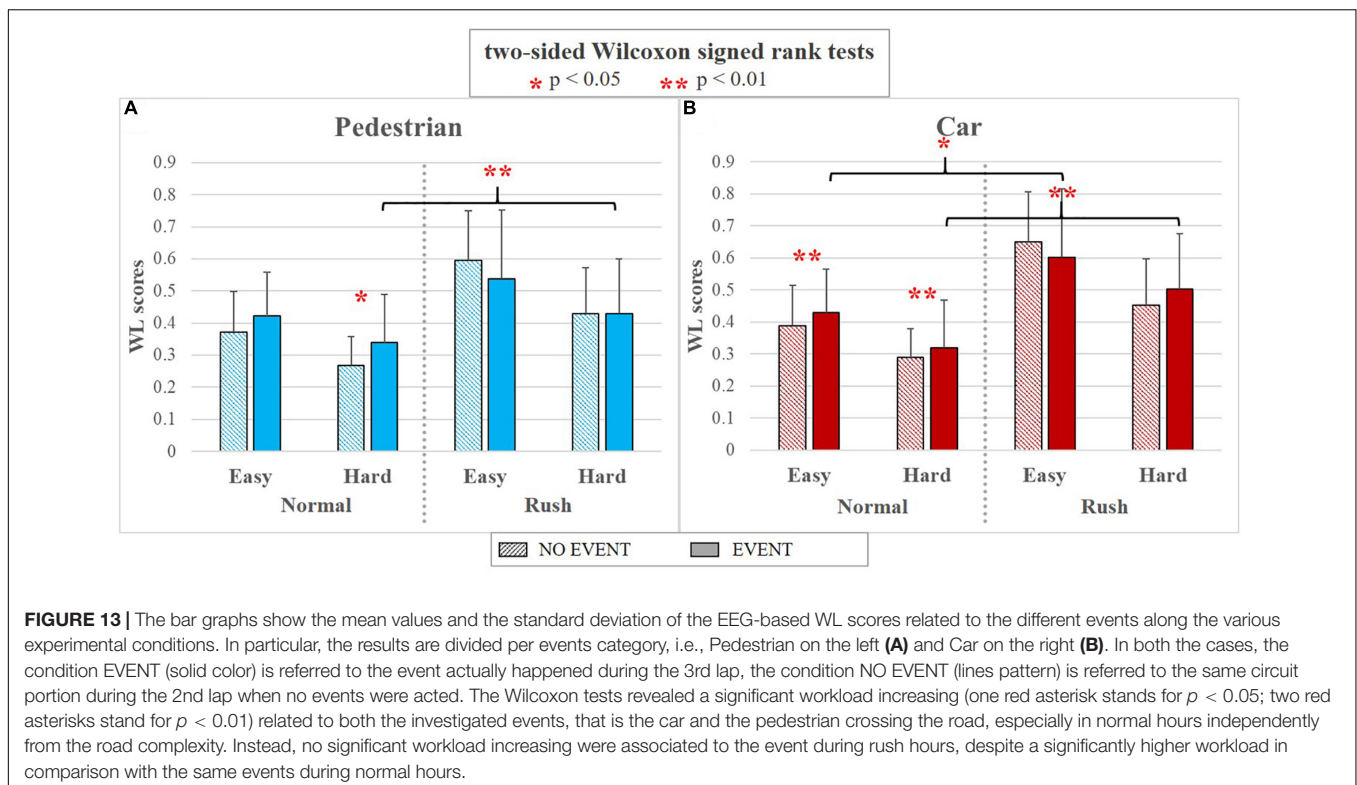 two-sided Wilcoxon signed rank tests
* p < 0.05 ** p < 0.01
A
Pedestrian
WL scores
0.9
0.8
0.7
0.6
0.5
0.4
0.3
0.2
0.1
0
**
*
Easy Hard Easy Hard
Normal Rush
B
Car
WL scores
0.9
0.8
0.7
0.6
0.5
0.4
0.3
0.2
0.1
0
*
**
**
**
Easy Hard Easy Hard
Normal Rush
NO EVENT EVENT
FIGURE 13 | The bar graphs show the mean values and the standard deviation of the EEG-based WL scores related to the different events along the various
experimental conditions. In particular, the results are divided per events category, i.e., Pedestrian on the left (A) and Car on the right (B). In both the cases, the
condition EVENT (solid color) is referred to the event actually happened during the 3rd lap, the condition NO EVENT (lines pattern) is referred to the same circuit
portion during the 2nd lap when no events were acted. The Wilcoxon tests revealed a significant workload increasing (one red asterisk stands for p < 0.05; two red
asterisks stand for p < 0.01) related to both the investigated events, that is the car and the pedestrian crossing the road, especially in normal hours independently
from the road complexity. Instead, no significant workload increasing were associated to the event during rush hours, despite a significantly higher workload in
comparison with the same events during normal hours.